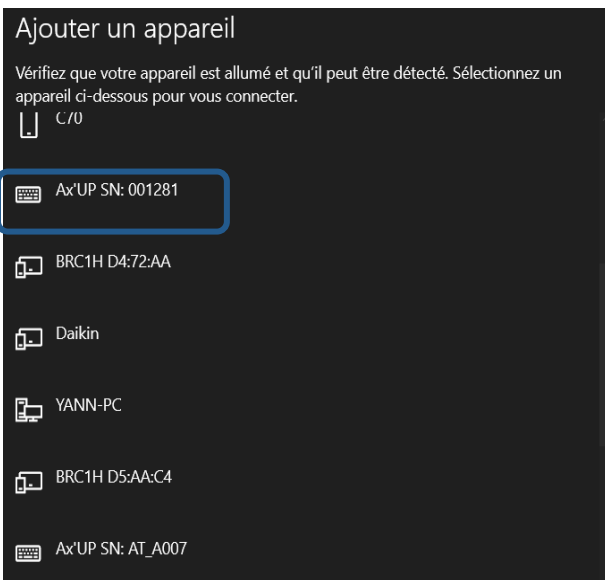 Ajouter un appareil
Vérifiez que votre appareil est allumé et qu'il peut être détecté. Sélectionnez un
appareil ci-dessous pour vous connecter.
C70
Ax'UP SN: 001281
BRC1H D4:72:AA
Daikin
YANN-PC
BRC1H D5:AA:C4
Ax'UP SN: AT_A007